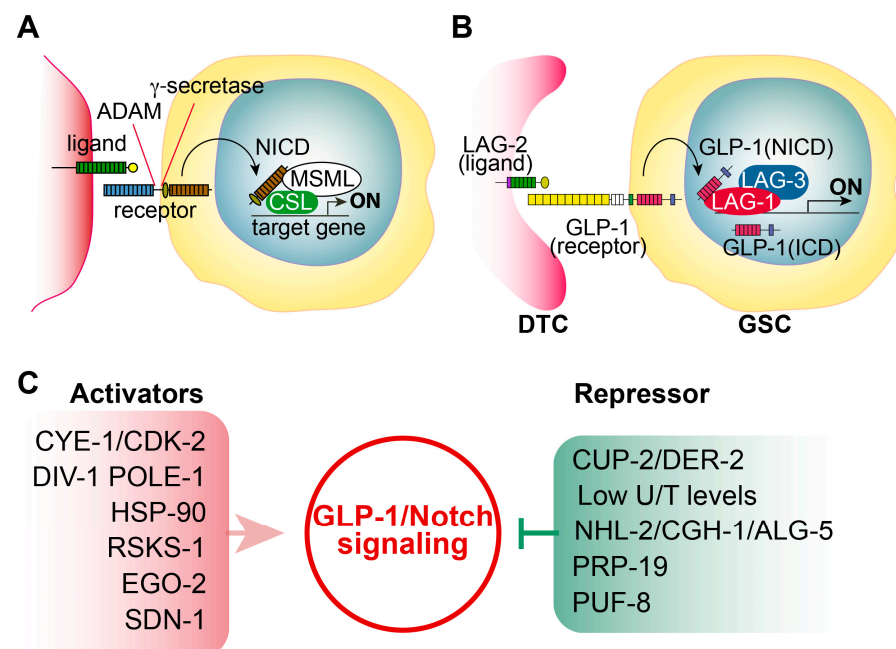 A
γ-secretase
ADAM
ligand
receptor
NICD
MSML
CSL
ON
target gene
B
LAG-2
(ligand)
GLP-1
(receptor)
GLP-1(NICD)
LAG-3
LAG-1
ON
GLP-1(ICD)
DTC
GSC
C
Activators
CYE-1/CDK-2
DIV-1 POLE-1
HSP-90
RSKS-1
EGO-2
SDN-1
GLP-1/Notch
signaling
Repressor
CUP-2/DER-2
Low U/T levels
NHL-2/CGH-1/ALG-5
PRP-19
PUF-8